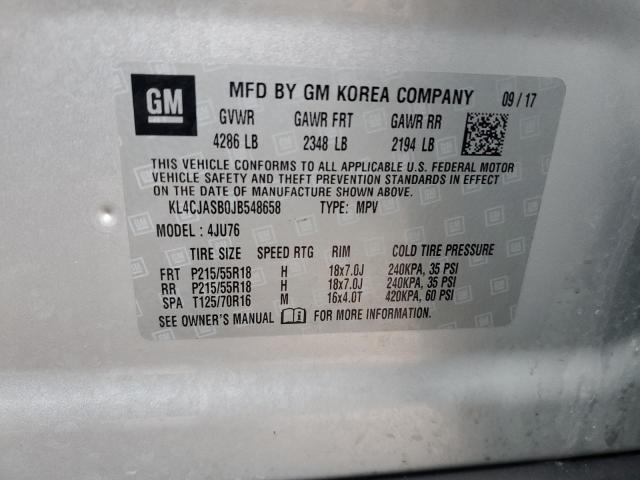 GM MFD BY GM KOREA COMPANY 09 / 17
GVWR GAWR FRT GAWR RR
4286 LB 2348 LB 2194 LB
THIS VEHICLE CONFORMS TO ALL APPLICABLE U.S. FEDERAL MOTOR
VEHICLE SAFETY AND THEFT PREVENTION STANDARDS IN EFFECT
ON THE DATE OF MANUFACTURE SHOWN ABOVE.
KL4CJASB0JB548658 TYPE: MPV
MODEL : 4JU76
TIRE SIZE SPEED RTG RIM COLD TIRE PRESSURE
FRT P215/55R18 H 18x7.0J 240KPA, 35 PSI
RR P215/55R18 H 18x7.0J 240KPA, 35 PSI
SPA T125/70R16 M 16x4.0T 420KPA, 60 PSI
SEE OWNER'S MANUAL FOR MORE INFORMATION.